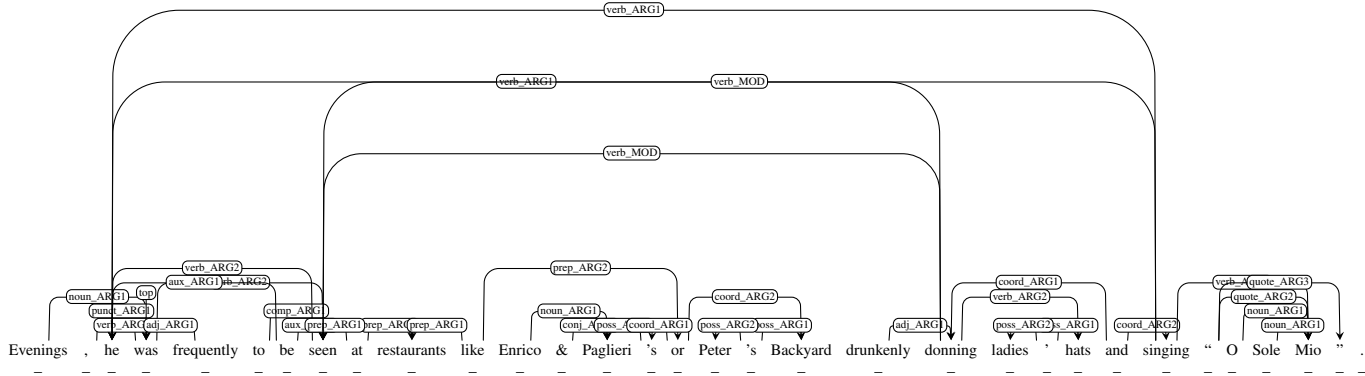 verb_ARG1
verb_ARG1 verb_MOD
verb_MOD
verb_ARG2 prep_ARG2
aux_ARG1 coord_ARG1 quote_ARG3
noun_ARG1 top coord_ARG2 verb_ARG2 quote_ARG2
punct_ARG1 comp_ARG1 noun_ARG1 noun_ARG1
adj_ARG1 prep_ARG1 prep_ARG1 coord_ARG1 poss_ARG2 adj_ARG1 poss_ARG2 coord_ARG2 noun_ARG1
Evenings , he was frequently to be seen at restaurants like Enrico & Paglieri 's or Peter 's Backyard drunkenly donning ladies ' hats and singing “ O Sole Mio ” .
_ _ _ _ _ _ _ _ _ _ _ _ _ _ _ _ _ _ _ _ _ _ _ _ _ _ _ _ _ _ _ _